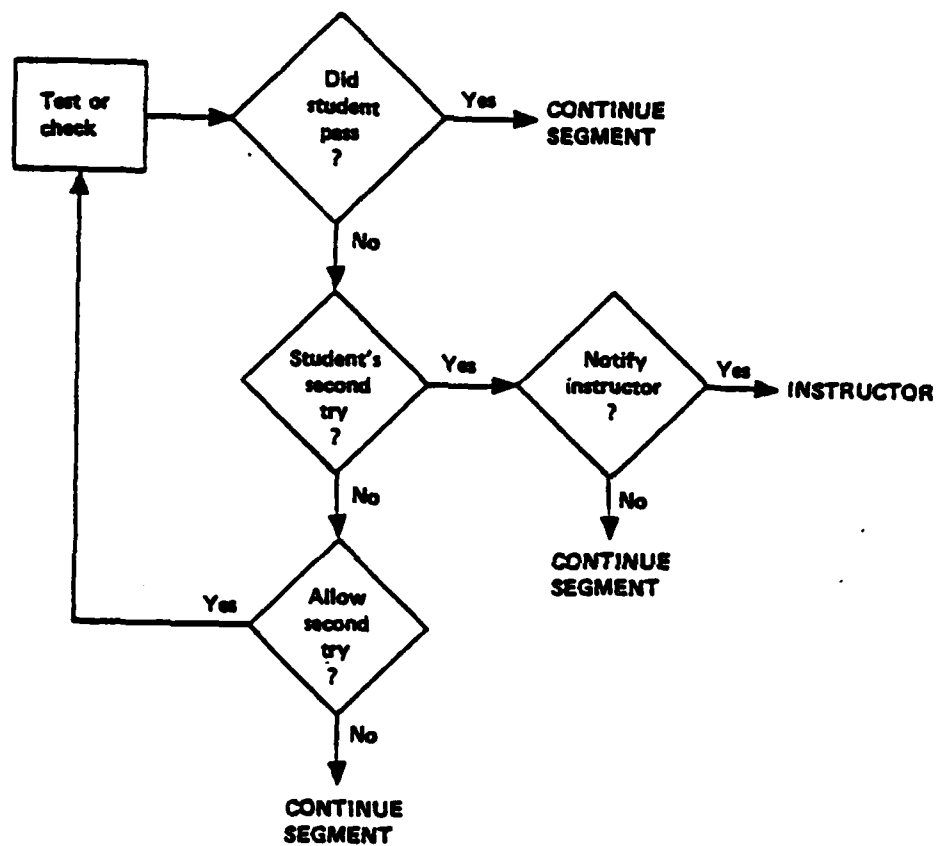 Test or
check
Did
student
pass
?
Yes
CONTINUE
SEGMENT
No
Student's
second
try
?
Yes
Notify
instructor
?
Yes
INSTRUCTOR
No
CONTINUE
SEGMENT
No
Allow
second
try
?
Yes
No
CONTINUE
SEGMENT